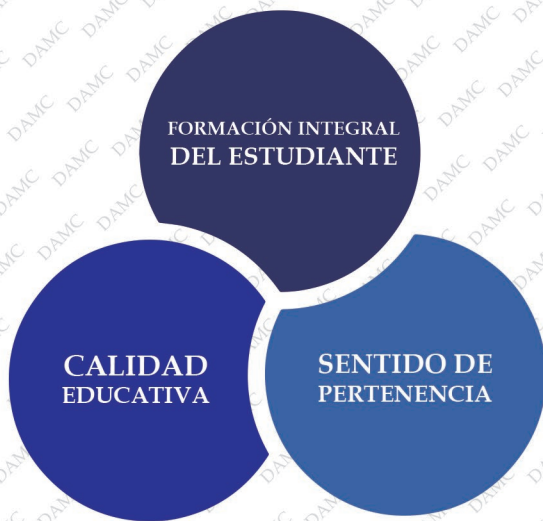 FORMACIÓN INTEGRAL
DEL ESTUDIANTE
CALIDAD
EDUCATIVA
SENTIDO DE
PERTENENCIA
DAMC